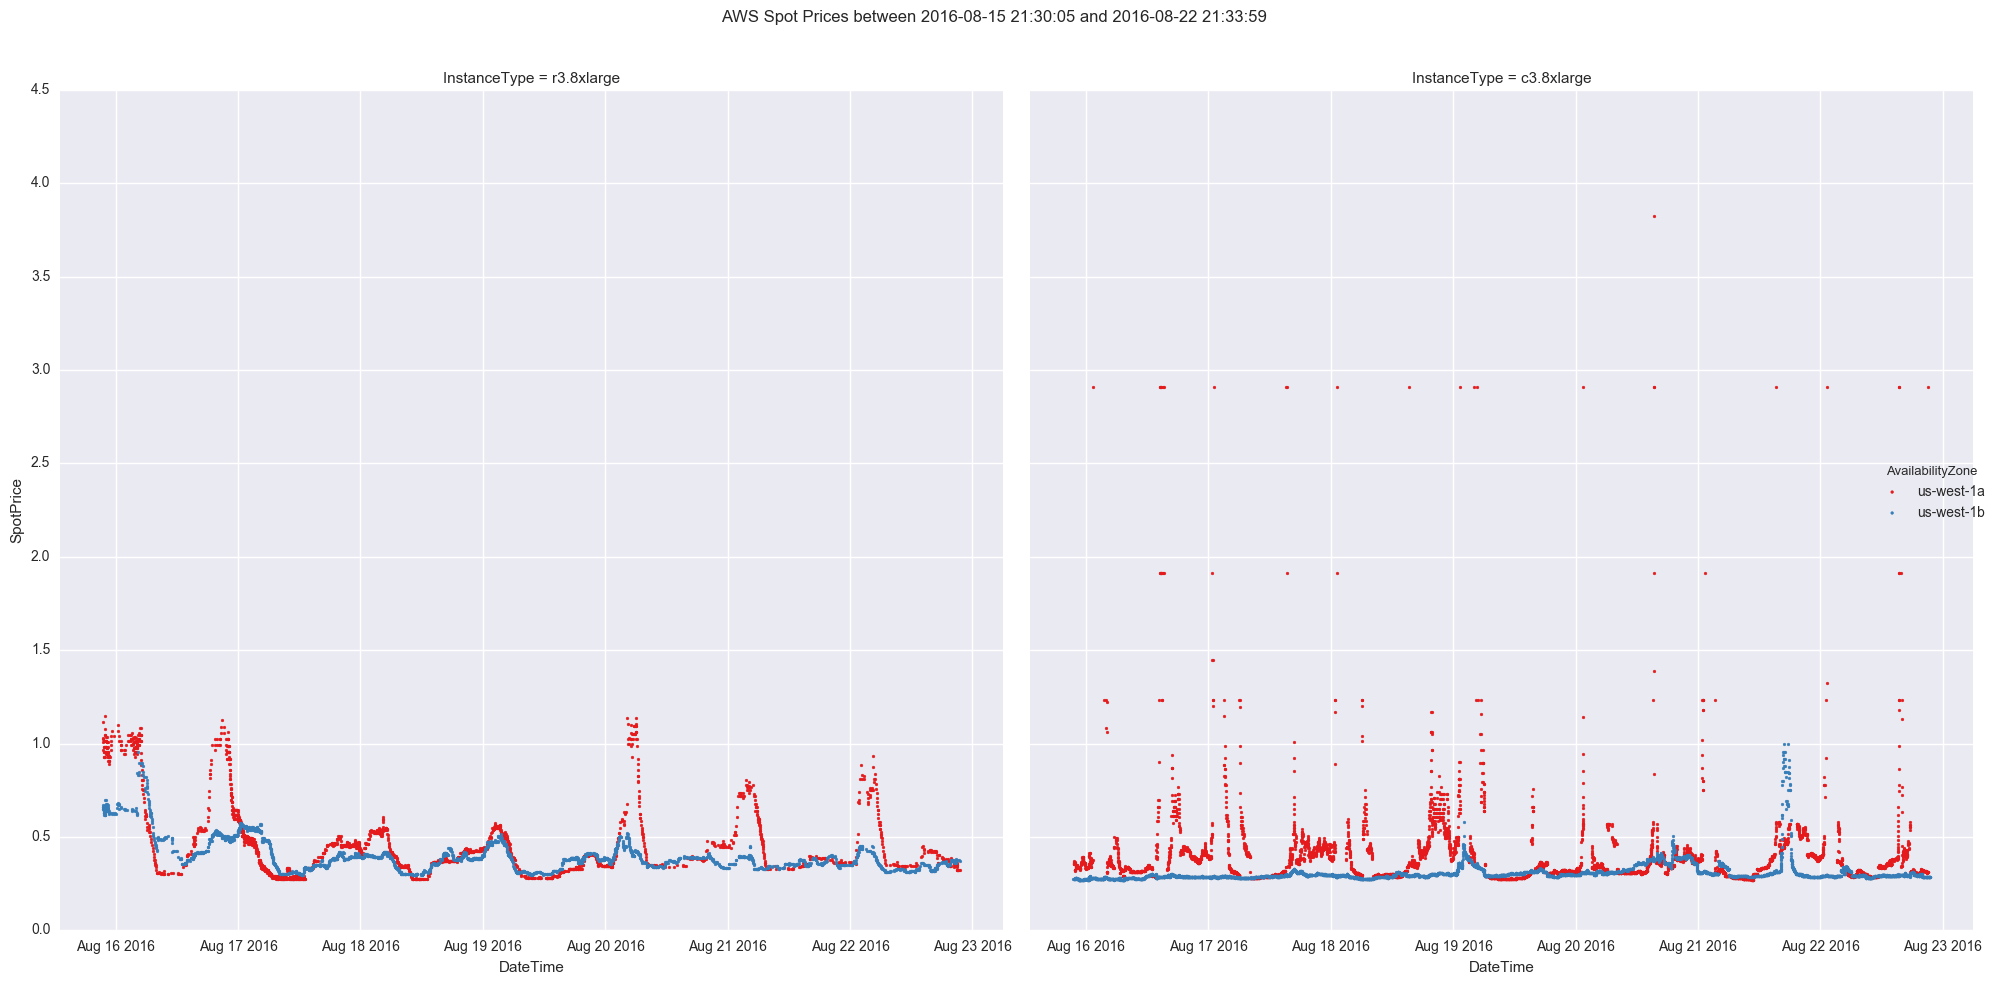 AWS Spot Prices between 2016-08-15 21:30:05 and 2016-08-22 21:33:59
InstanceType = r3.8xlarge
InstanceType = c3.8xlarge
4.5
4.0
3.5
3.0
2.5
2.0
1.5
1.0
0.5
0.0
SpotPrice
Aug 16 2016
Aug 17 2016
Aug 18 2016
Aug 19 2016
Aug 20 2016
Aug 21 2016
Aug 22 2016
Aug 23 2016
DateTime
Aug 16 2016
Aug 17 2016
Aug 18 2016
Aug 19 2016
Aug 20 2016
Aug 21 2016
Aug 22 2016
Aug 23 2016
DateTime
AvailabilityZone
us-west-1a
us-west-1b